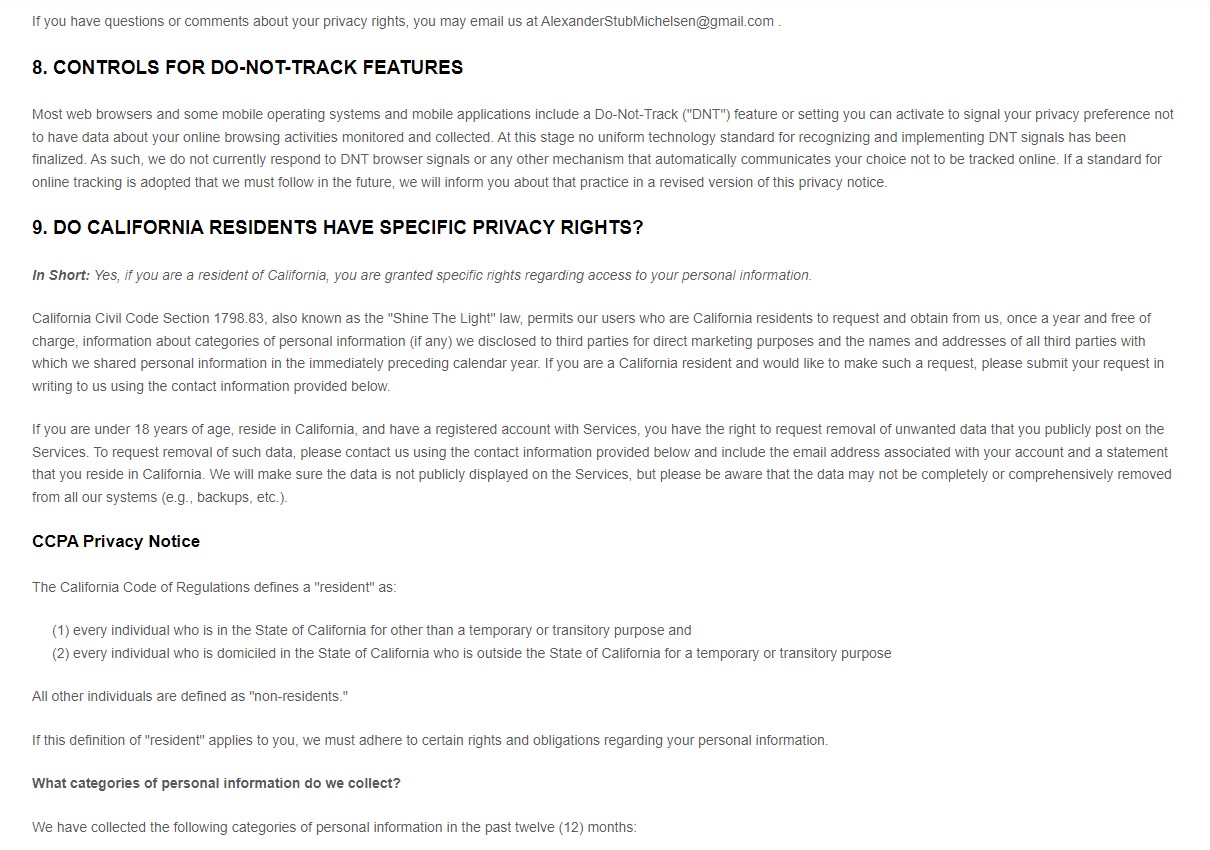 If you have questions or comments about your privacy rights, you may email us at AlexanderStubMichelsen@gmail.com .
8. CONTROLS FOR DO-NOT-TRACK FEATURES
Most web browsers and some mobile operating systems and mobile applications include a Do-Not-Track ("DNT") feature or setting you can activate to signal your privacy preference not
to have data about your online browsing activities monitored and collected. At this stage no uniform technology standard for recognizing and implementing DNT signals has been
finalized. As such, we do not currently respond to DNT browser signals or any other mechanism that automatically communicates your choice not to be tracked online. If a standard for
online tracking is adopted that we must follow in the future, we will inform you about that practice in a revised version of this privacy notice.
9. DO CALIFORNIA RESIDENTS HAVE SPECIFIC PRIVACY RIGHTS?
In Short: Yes, if you are a resident of California, you are granted specific rights regarding access to your personal information.
California Civil Code Section 1798.83, also known as the "Shine The Light" law, permits our users who are California residents to request and obtain from us, once a year and free of
charge, information about categories of personal information (if any) we disclosed to third parties for direct marketing purposes and the names and addresses of all third parties with
which we shared personal information in the immediately preceding calendar year. If you are a California resident and would like to make such a request, please submit your request in
writing to us using the contact information provided below.
If you are under 18 years of age, reside in California, and have a registered account with Services, you have the right to request removal of unwanted data that you publicly post on the
Services. To request removal of such data, please contact us using the contact information provided below and include the email address associated with your account and a statement
that you reside in California. We will make sure the data is not publicly displayed on the Services, but please be aware that the data may not be completely or comprehensively removed
from all our systems (e.g., backups, etc.).
CCPA Privacy Notice
The California Code of Regulations defines a "resident" as:
(1) every individual who is in the State of California for other than a temporary or transitory purpose and
(2) every individual who is domiciled in the State of California who is outside the State of California for a temporary or transitory purpose
All other individuals are defined as "non-residents."
If this definition of "resident" applies to you, we must adhere to certain rights and obligations regarding your personal information.
What categories of personal information do we collect?
We have collected the following categories of personal information in the past twelve (12) months: